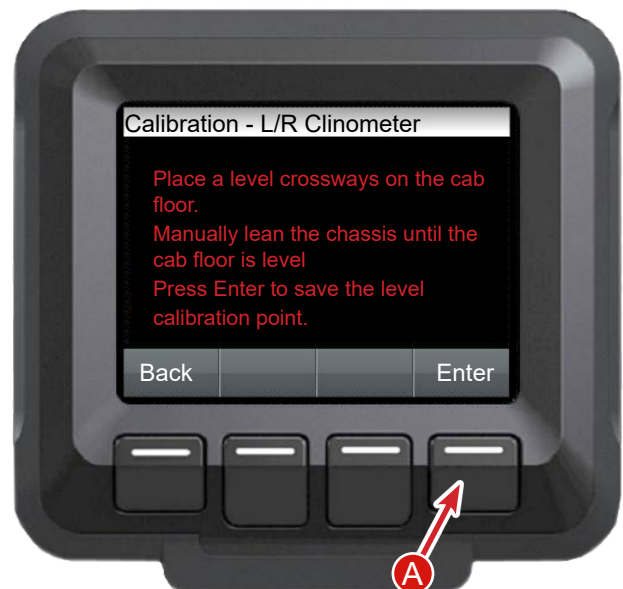 Calibration - L/R Clinometer
Place a level crossways on the cab
floor.
Manually lean the chassis until the
cab floor is level
Press Enter to save the level
calibration point.
Back Enter
A